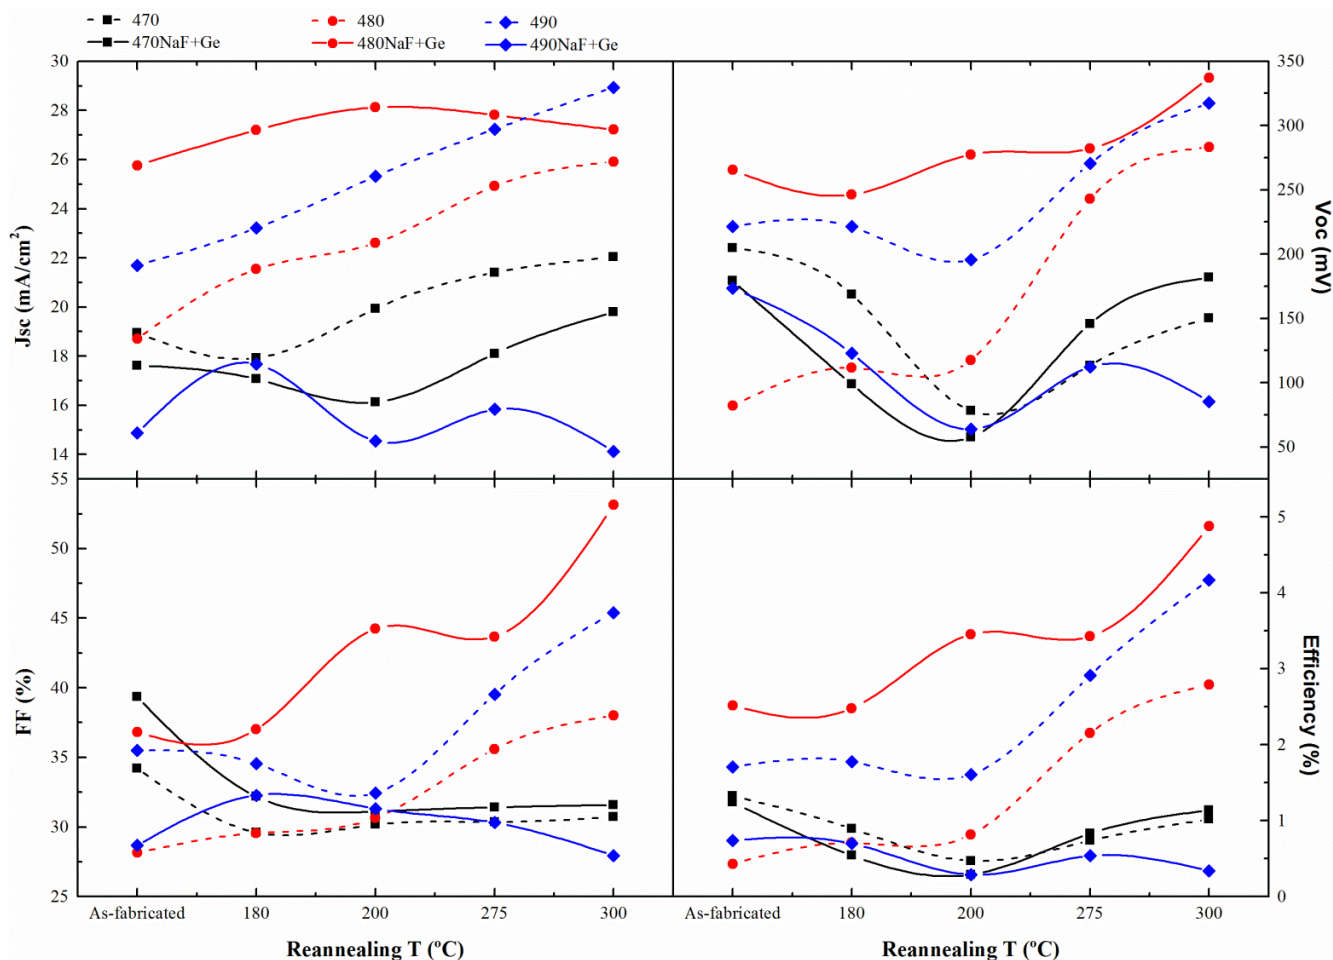 470 480 490
470NaF+Ge 480NaF+Ge 490NaF+Ge
30
28
26
24
22
20
18
16
14
Jsc (mA/cm²)
350
300
250
200
150
100
50
Voc (mV)
55
50
45
40
35
30
25
FF (%)
5
4
3
2
1
0
Efficiency (%)
As-fabricated 180 200 275 300
Reannealing T (ºC)
As-fabricated 180 200 275 300
Reannealing T (ºC)